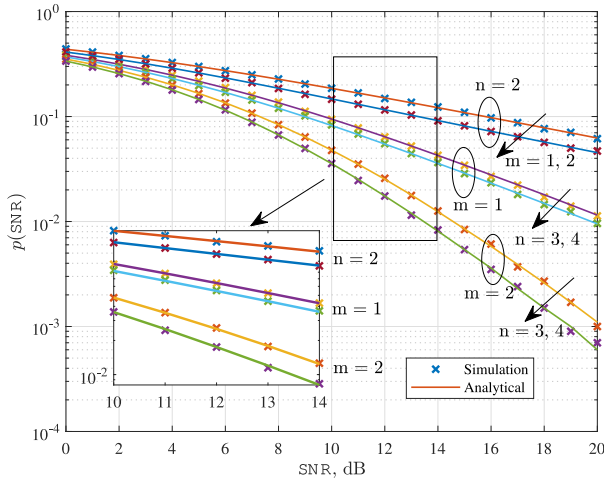 10^0
10^-1
10^-2
10^-3
10^-4
p(SNR)
n = 2
m = 1, 2
m = 1
n = 3, 4
m = 2
n = 3, 4
n = 2
m = 1
m = 2
10^-2
10 11 12 13 14
Simulation
Analytical
0 2 4 6 8 10 12 14 16 18 20
SNR, dB